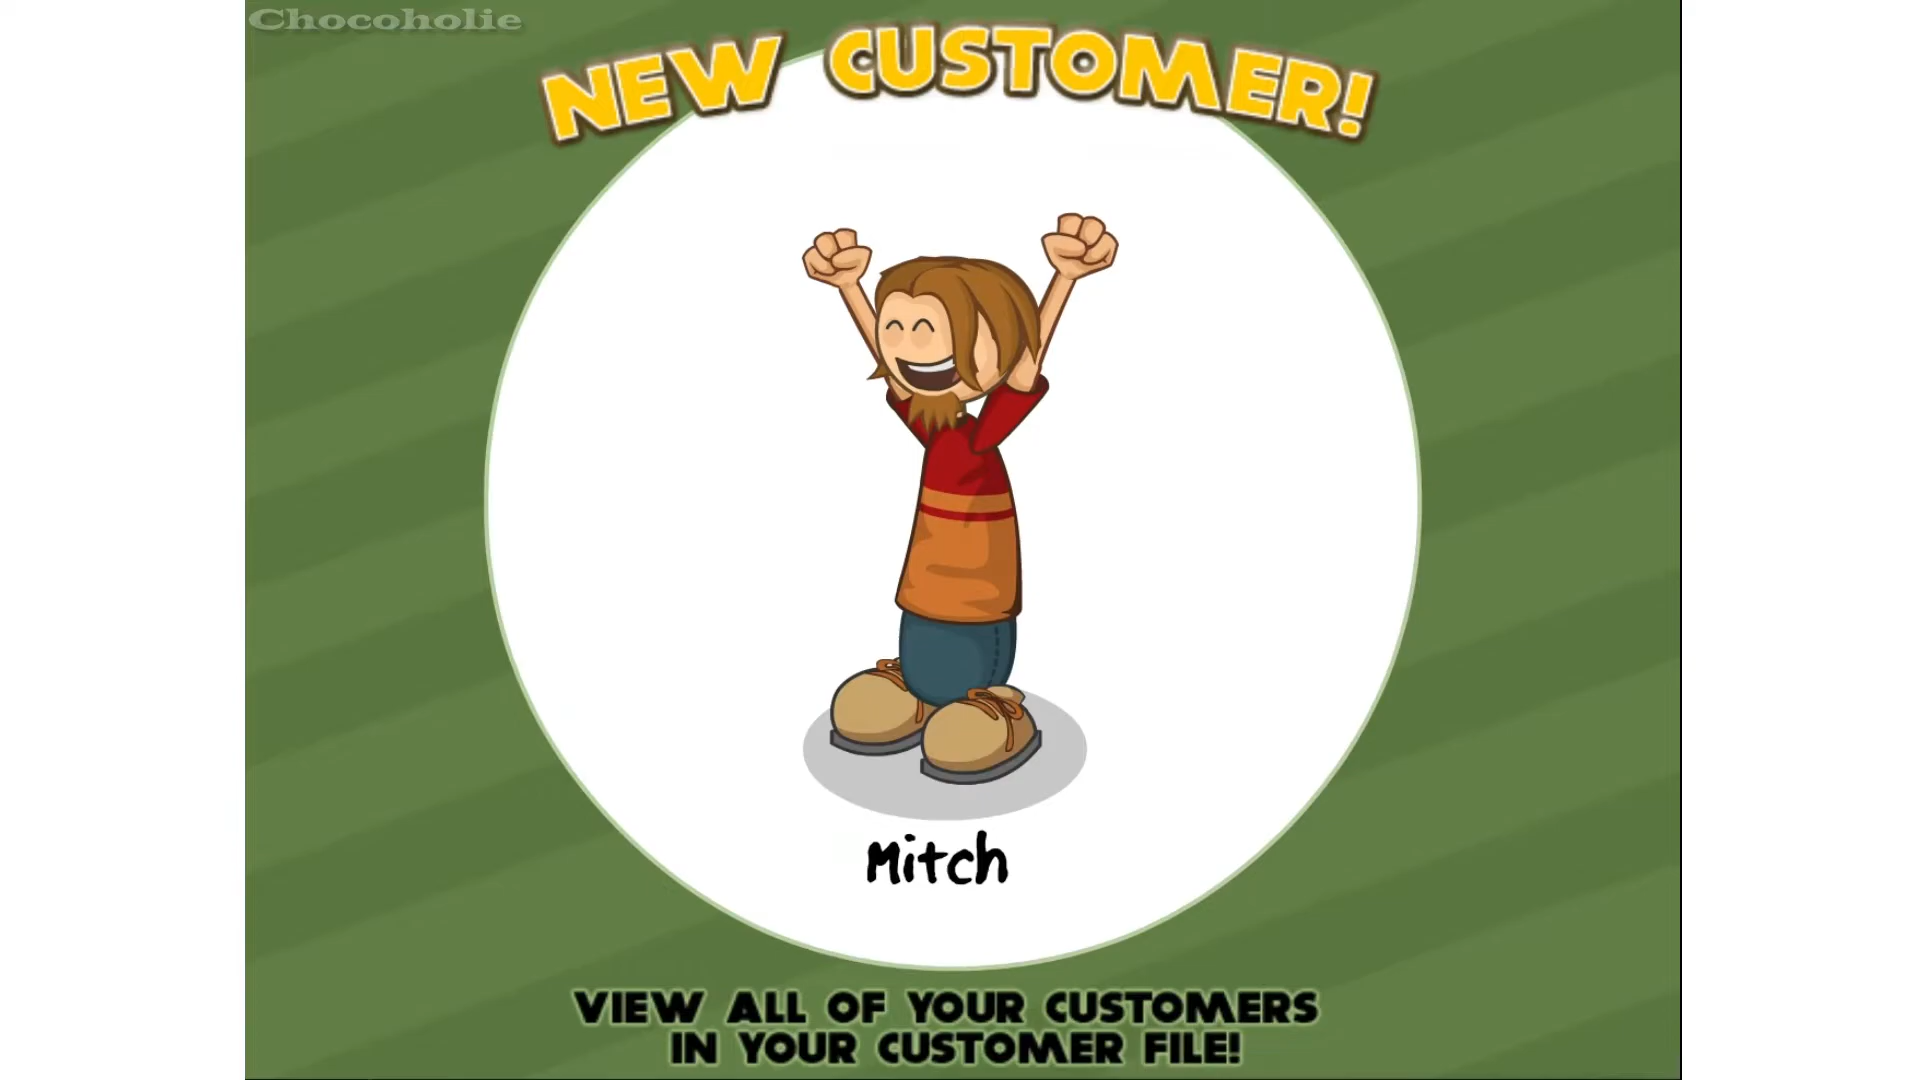 Chocoholie
NEW CUSTOMER!
Mitch
VIEW ALL OF YOUR CUSTOMERS
IN YOUR CUSTOMER FILE!